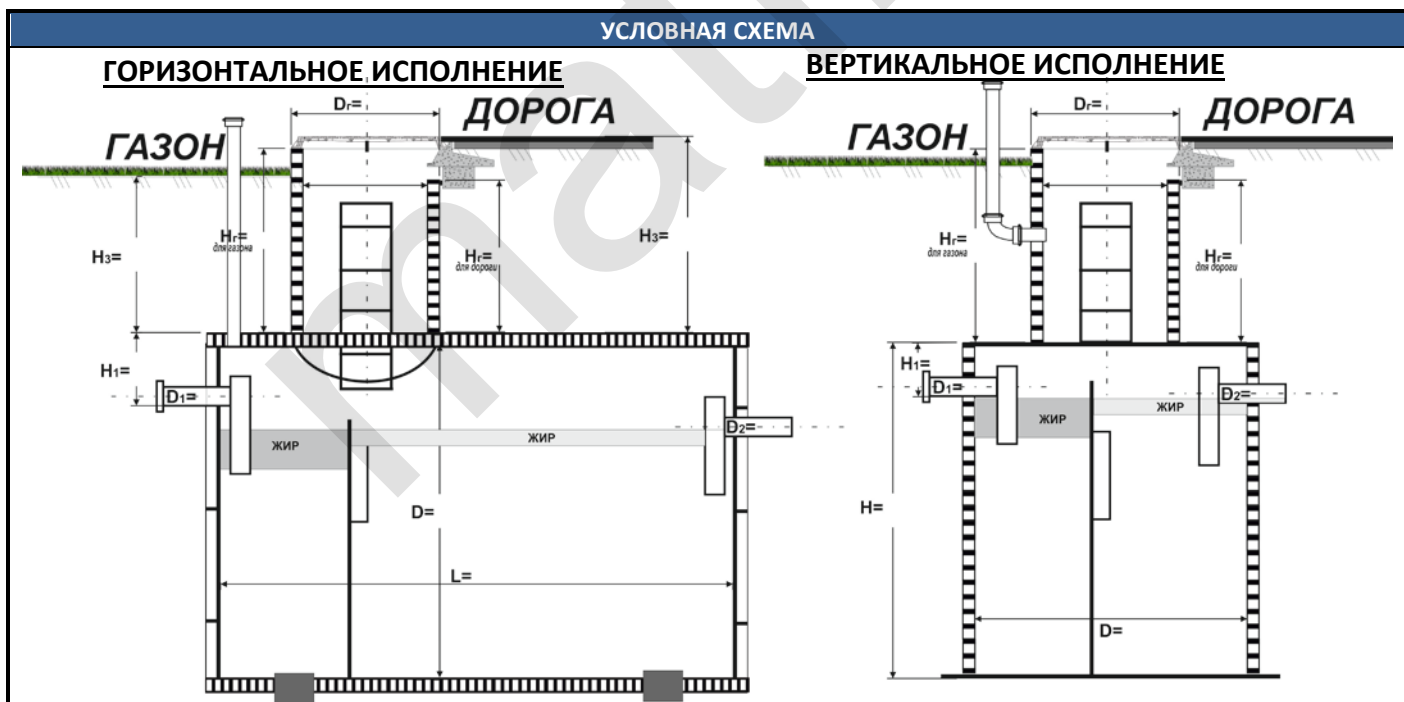 УСЛОВНАЯ СХЕМА
ГОРИЗОНТАЛЬНОЕ ИСПОЛНЕНИЕ
Dг=
ДОРОГА
ГАЗОН
Hг=
для газона
H3=
Hг=
для дороги
H3=
H1=
D1=
D2=
ЖИР
ЖИР
D=
L=
ВЕРТИКАЛЬНОЕ ИСПОЛНЕНИЕ
Dг=
ДОРОГА
ГАЗОН
Hг=
для газона
Hг=
для дороги
H1=
D1=
D2=
ЖИР
ЖИР
H=
D=